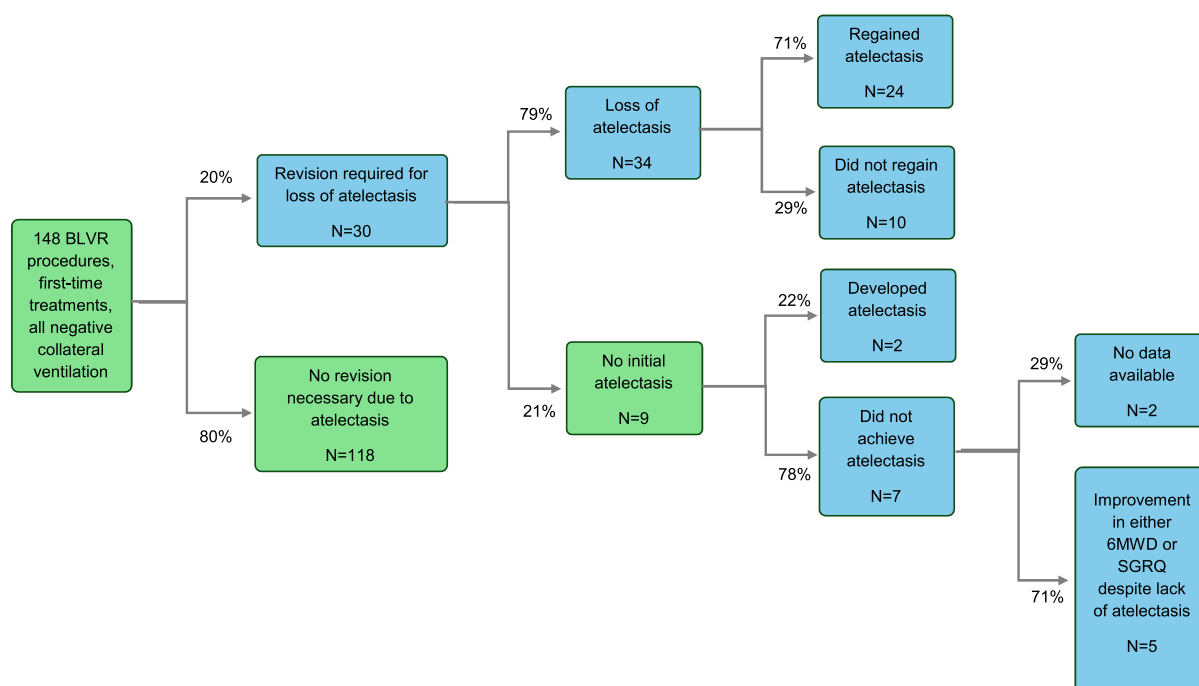 148 BLVR
procedures,
first-time
treatments,
all negative
collateral
ventilation
20%
Revision required for
loss of atelectasis
N=30
80%
No revision
necessary due to
atelectasis
N=118
79%
Loss of
atelectasis
N=34
21%
No initial
atelectasis
N=9
71%
Regained
atelectasis
N=24
29%
Did not regain
atelectasis
N=10
22%
Developed
atelectasis
N=2
78%
Did not
achieve
atelectasis
N=7
29%
No data
available
N=2
71%
Improvement
in either
6MWD or
SGRQ
despite lack
of atelectasis
N=5